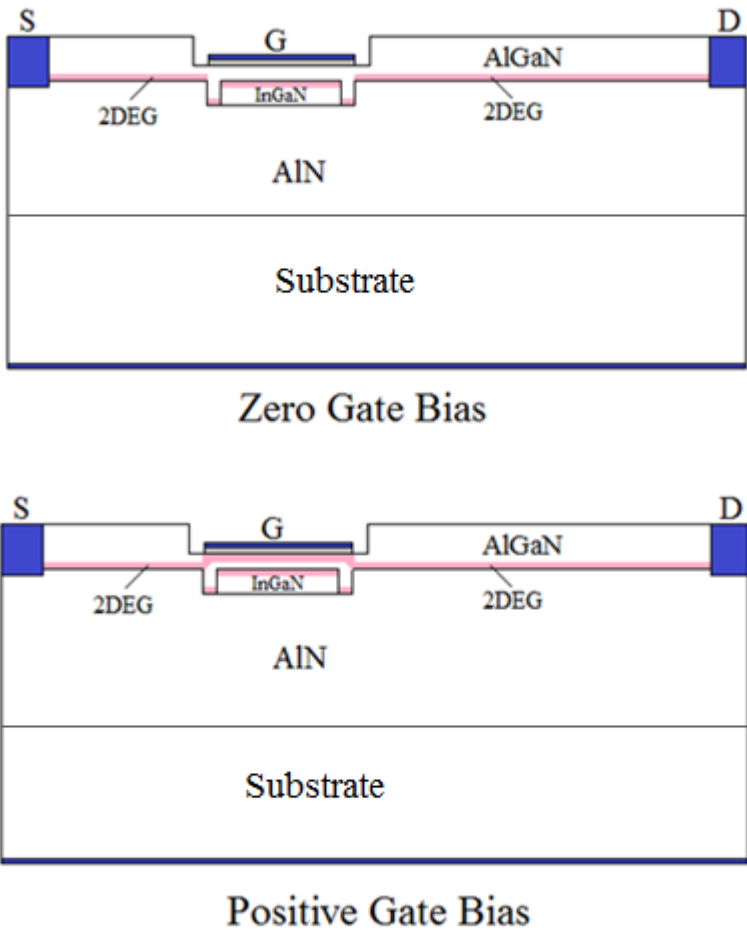 S D
G
AlGaN
InGaN
2DEG 2DEG
AlN
Substrate
Zero Gate Bias
S D
G
AlGaN
InGaN
2DEG 2DEG
AlN
Substrate
Positive Gate Bias